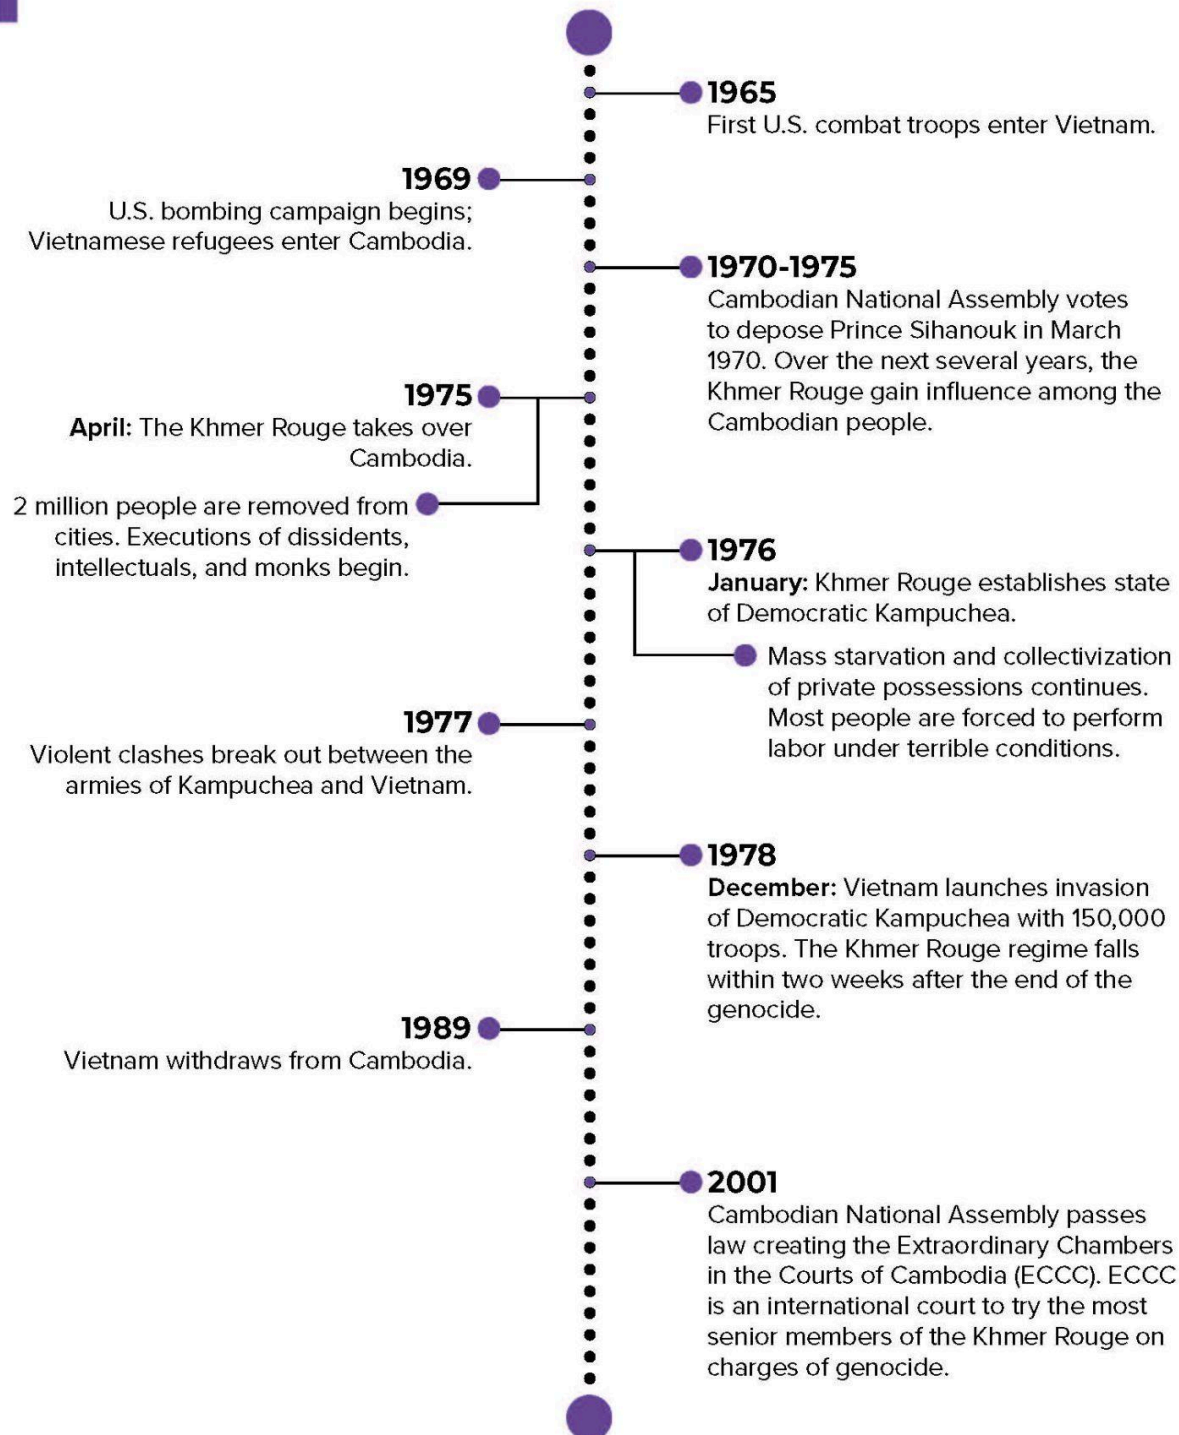 1965
First U.S. combat troops enter Vietnam.
1969
U.S. bombing campaign begins;
Vietnamese refugees enter Cambodia.
1970-1975
Cambodian National Assembly votes
to depose Prince Sihanouk in March
1970. Over the next several years, the
Khmer Rouge gain influence among the
Cambodian people.
1975
April: The Khmer Rouge takes over
Cambodia.
2 million people are removed from
cities. Executions of dissidents,
intellectuals, and monks begin.
1976
January: Khmer Rouge establishes state
of Democratic Kampuchea.
Mass starvation and collectivization
of private possessions continues.
Most people are forced to perform
labor under terrible conditions.
1977
Violent clashes break out between the
armies of Kampuchea and Vietnam.
1978
December: Vietnam launches invasion
of Democratic Kampuchea with 150,000
troops. The Khmer Rouge regime falls
within two weeks after the end of the
genocide.
1989
Vietnam withdraws from Cambodia.
2001
Cambodian National Assembly passes
law creating the Extraordinary Chambers
in the Courts of Cambodia (ECCC). ECCC
is an international court to try the most
senior members of the Khmer Rouge on
charges of genocide.